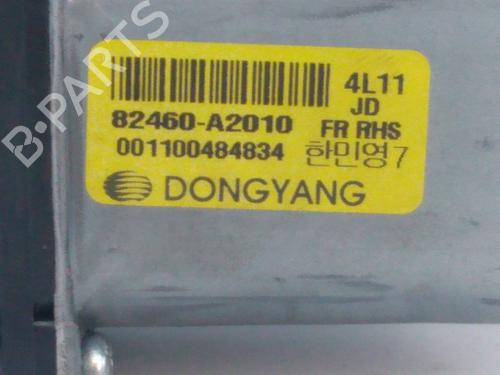 4L11
JD
82460-A2010 FR RHS
001100484834 한민영7
DONGYANG
B-PARTS